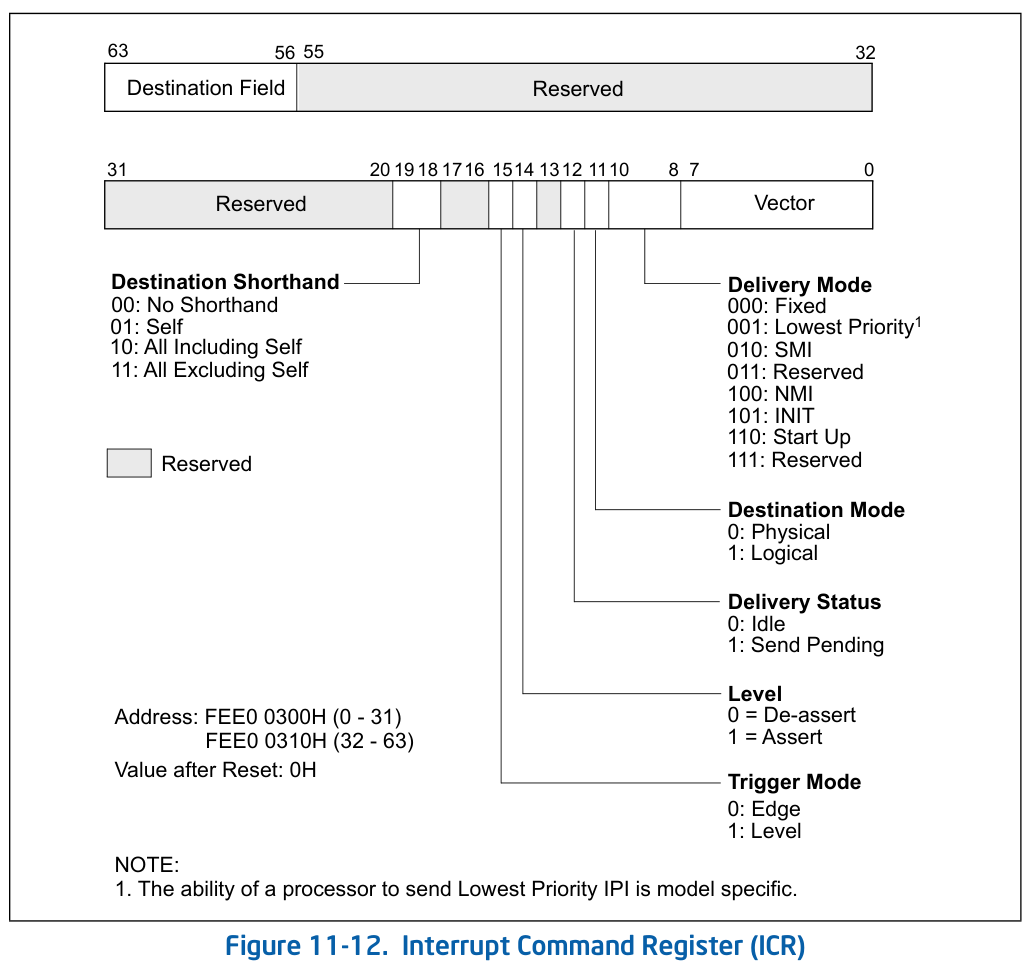 63 56 55 32
Destination Field Reserved
31 20 19 18 17 16 15 14 13 12 11 10 8 7 0
Reserved Vector
Destination Shorthand
00: No Shorthand
01: Self
10: All Including Self
11: All Excluding Self
Reserved
Delivery Mode
000: Fixed
001: Lowest Priority¹
010: SMI
011: Reserved
100: NMI
101: INIT
110: Start Up
111: Reserved
Destination Mode
0: Physical
1: Logical
Delivery Status
0: Idle
1: Send Pending
Level
0 = De-assert
1 = Assert
Trigger Mode
0: Edge
1: Level
Address: FEE0 0300H (0 - 31)
FEE0 0310H (32 - 63)
Value after Reset: 0H
NOTE:
1. The ability of a processor to send Lowest Priority IPI is model specific.
Figure 11-12. Interrupt Command Register (ICR)